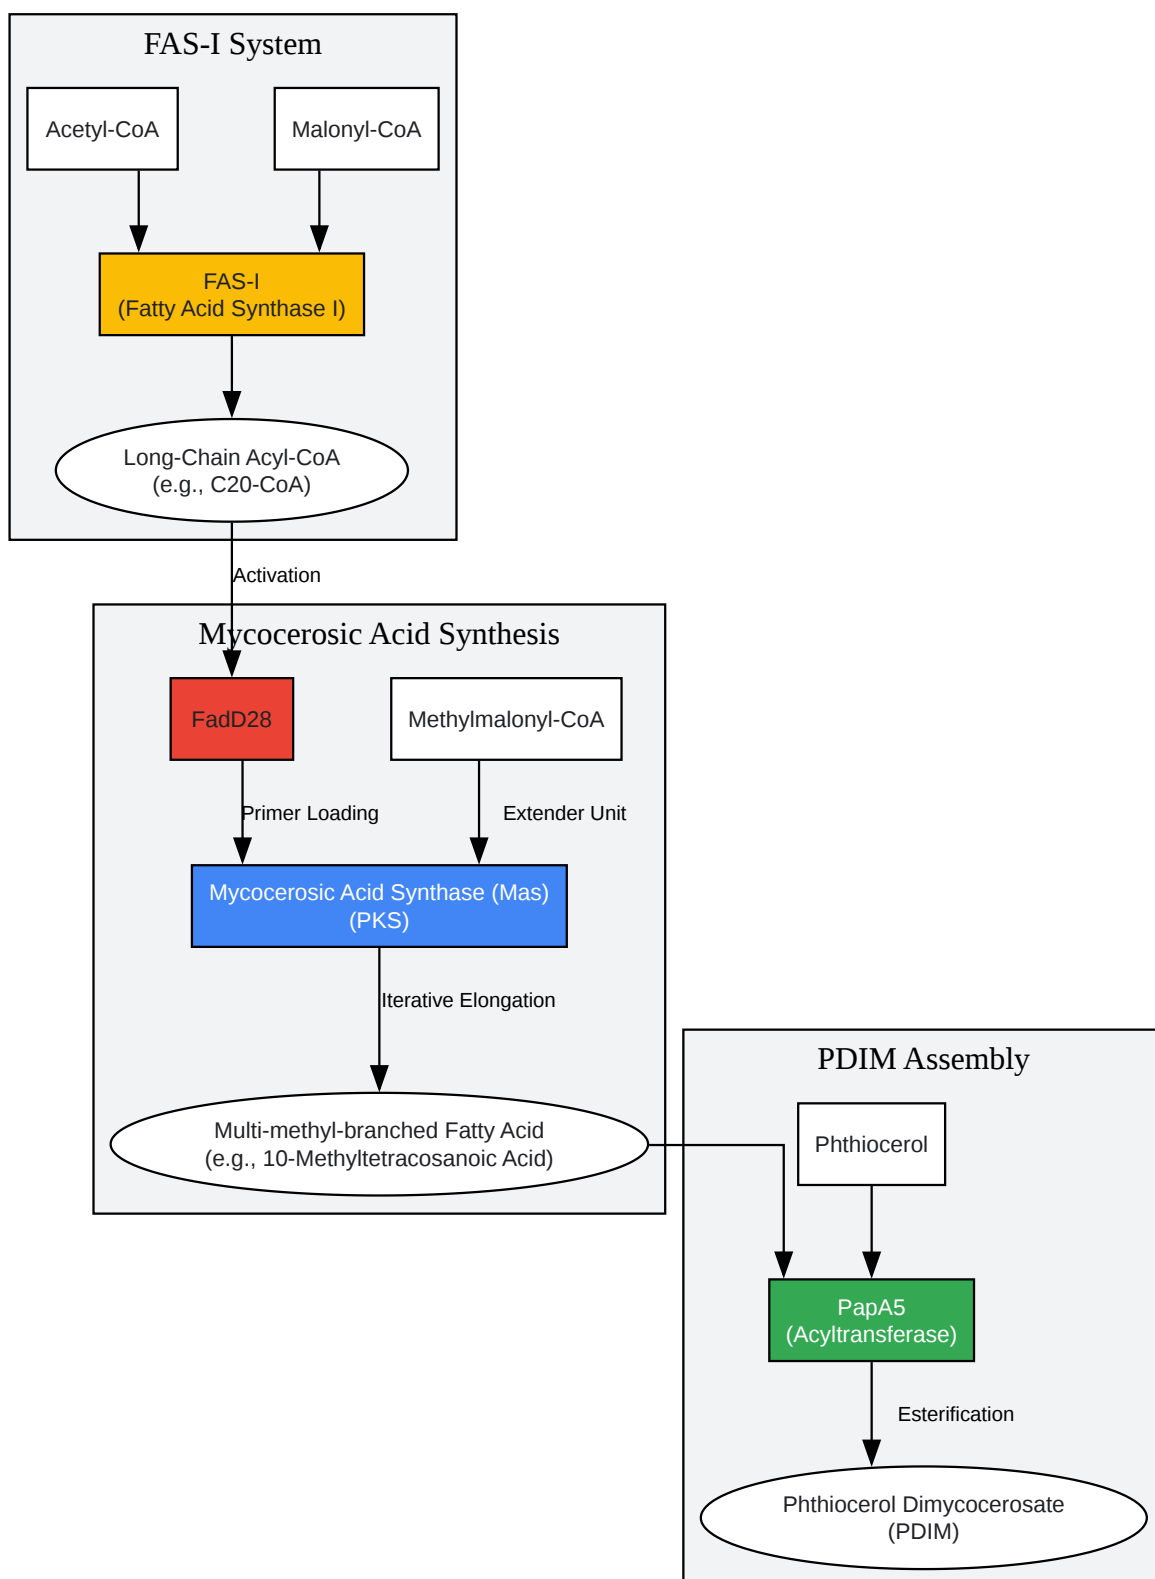 FAS-I System
Acetyl-CoA
Malonyl-CoA
FAS-I
(Fatty Acid Synthase I)
Long-Chain Acyl-CoA
(e.g., C20-CoA)
Activation
Mycocerosic Acid Synthesis
FadD28
Methylmalonyl-CoA
Primer Loading
Extender Unit
Mycocerosic Acid Synthase (Mas)
(PKS)
Iterative Elongation
Multi-methyl-branched Fatty Acid
(e.g., 10-Methyltetracosanoic Acid)
PDIM Assembly
Phthiocerol
PapA5
(Acyltransferase)
Esterification
Phthiocerol Dimycocerosate
(PDIM)